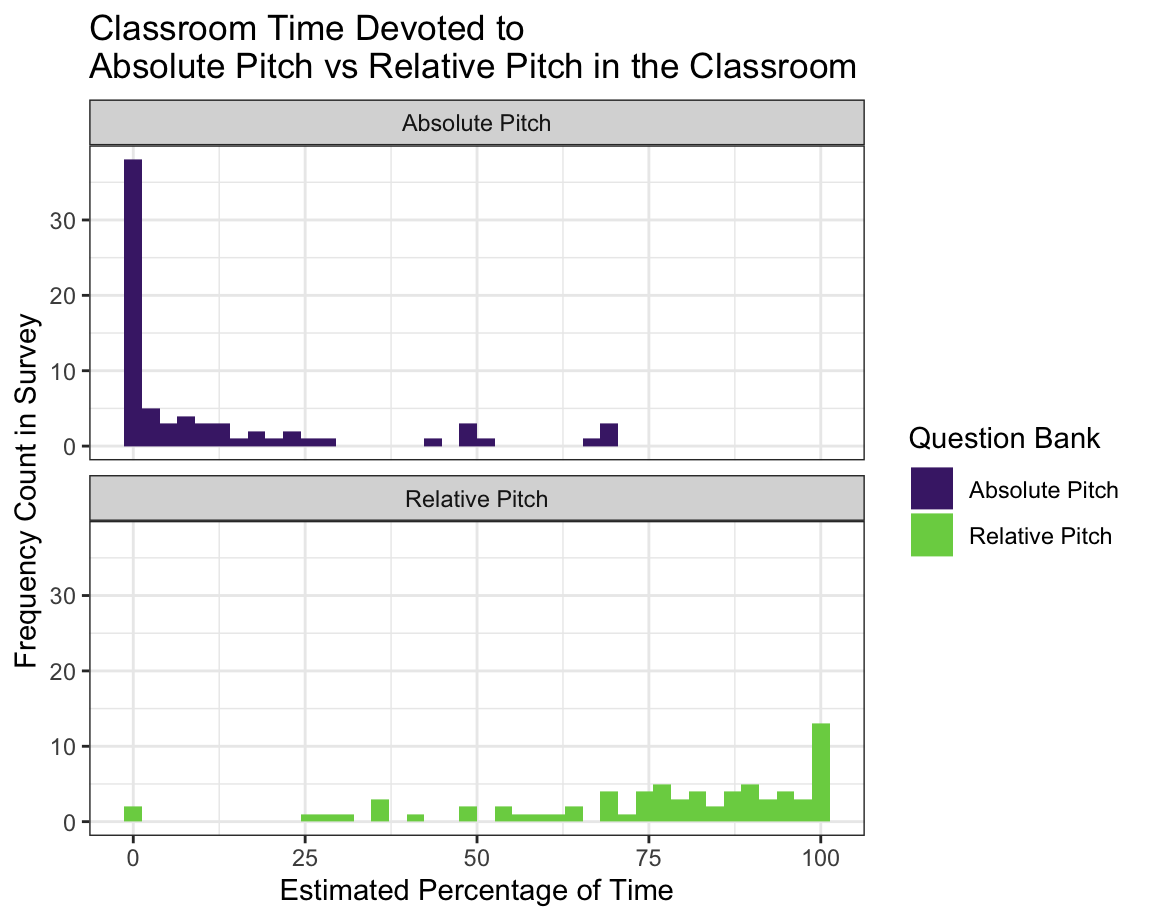 Classroom Time Devoted to
Absolute Pitch vs Relative Pitch in the Classroom
Absolute Pitch
30
20
10
0
Relative Pitch
30
20
10
0
0 25 50 75 100
Estimated Percentage of Time
Frequency Count in Survey
Question Bank
Absolute Pitch
Relative Pitch